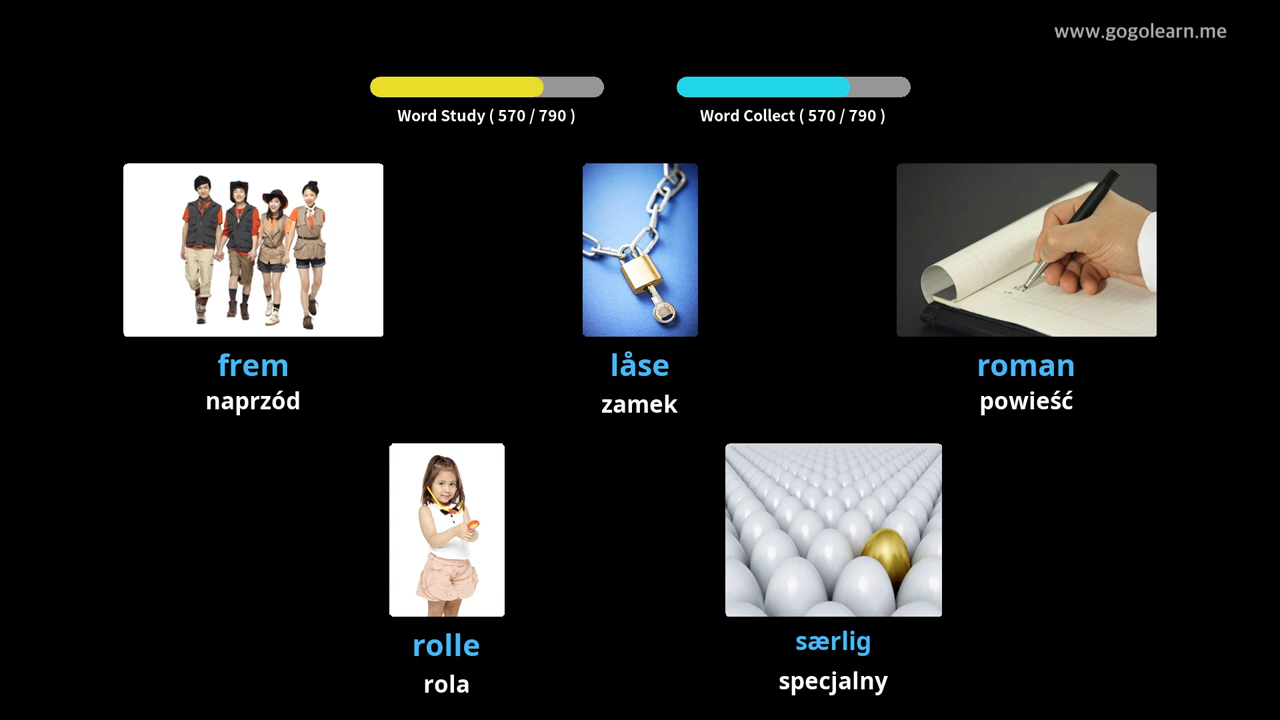 www.gogolearn.me
Word Study ( 570 / 790 )
Word Collect ( 570 / 790 )
frem
naprzód
låse
zamek
roman
powieść
rolle
rola
særlig
specjalny